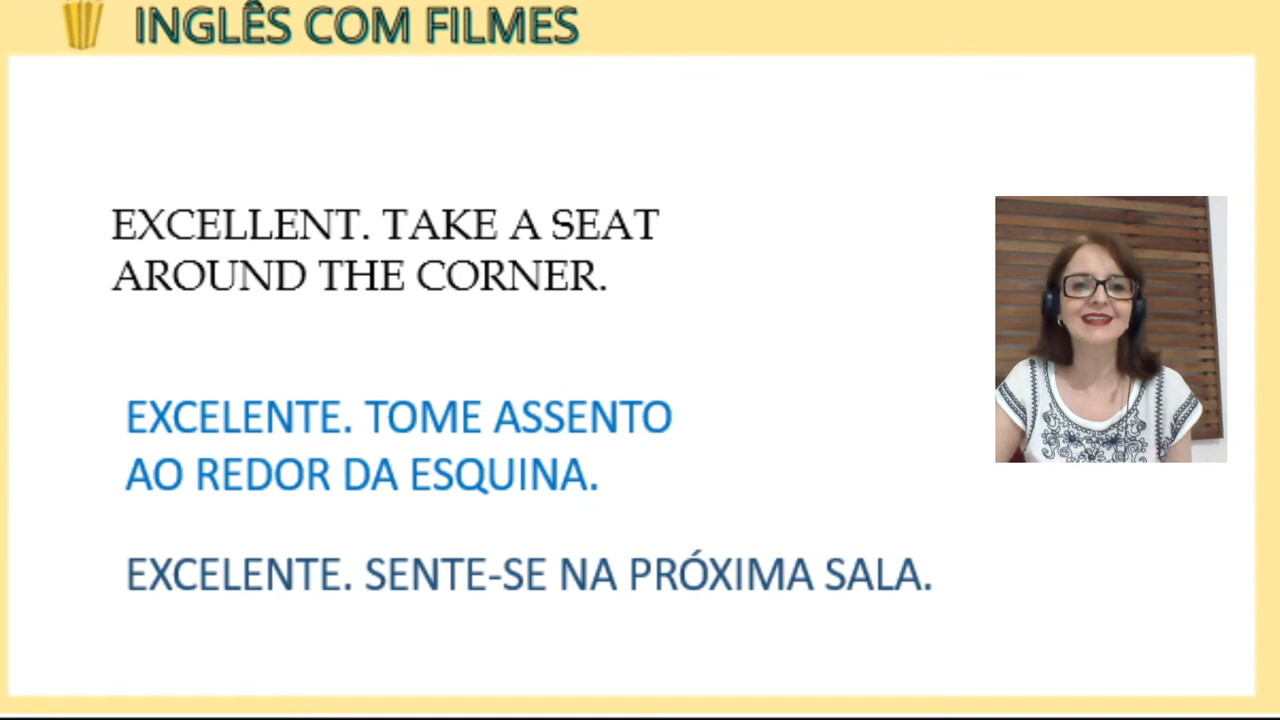 INGLÊS COM FILMES
EXCELLENT. TAKE A SEAT
AROUND THE CORNER.
EXCELENTE. TOME ASSENTO
AO REDOR DA ESQUINA.
EXCELENTE. SENTE-SE NA PRÓXIMA SALA.